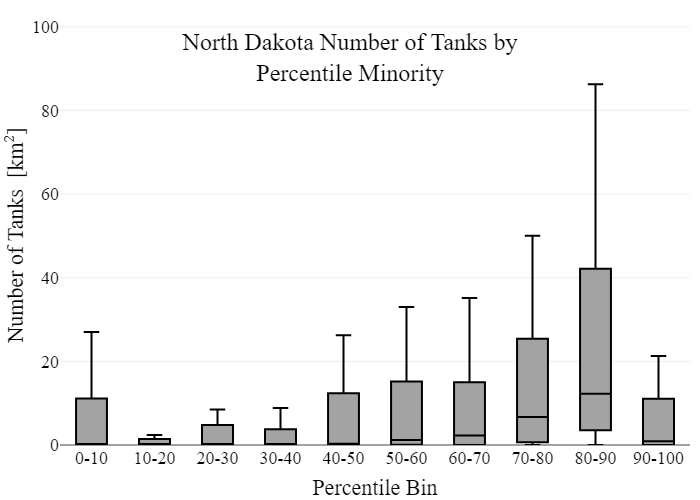 North Dakota Number of Tanks by
Percentile Minority
Number of Tanks [km²]
100
80
60
40
20
0
0-10 10-20 20-30 30-40 40-50 50-60 60-70 70-80 80-90 90-100
Percentile Bin